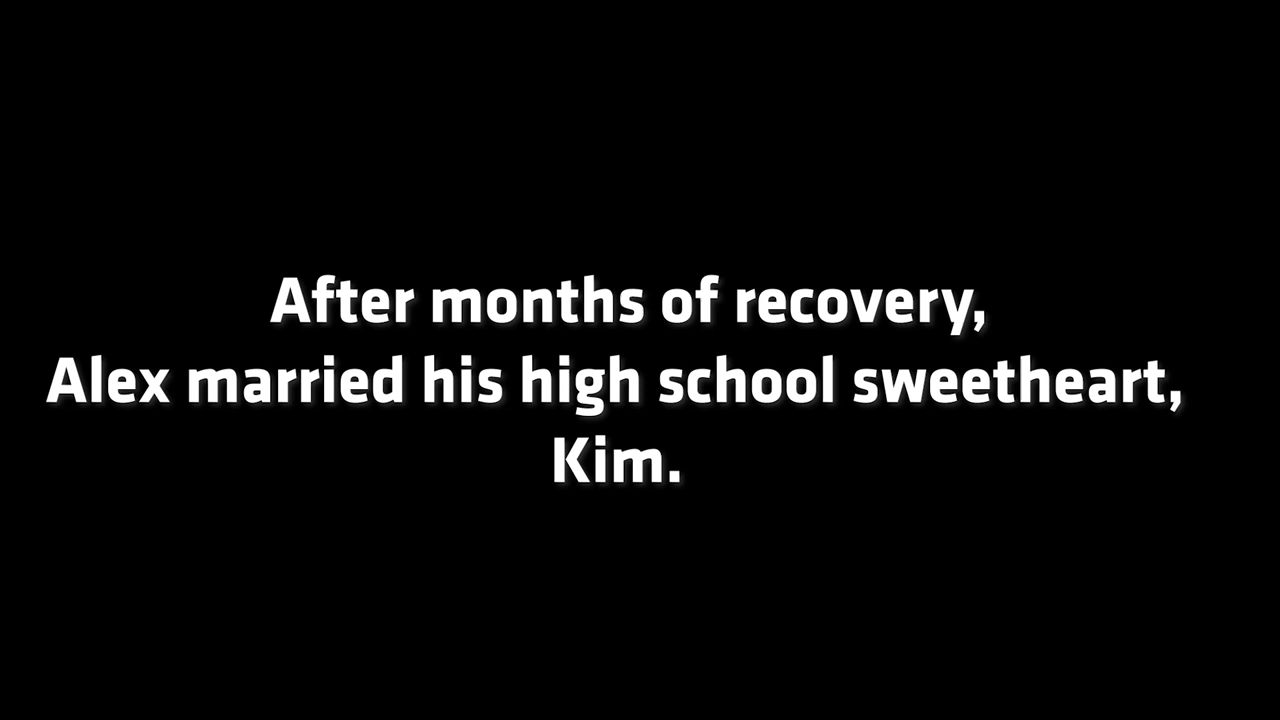 After months of recovery,
Alex married his high school sweetheart,
Kim.